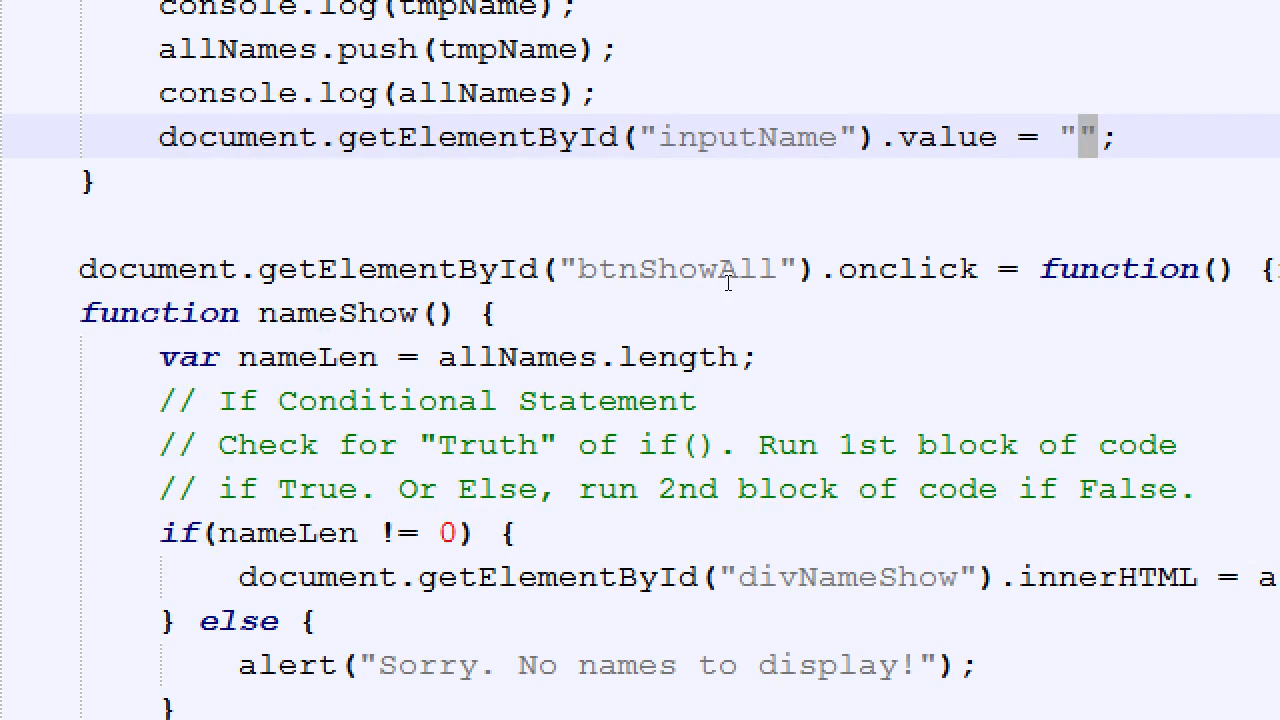 console.log(tmpName);
allNames.push(tmpName);
console.log(allNames);
document.getElementById("inputName").value = "";
}
document.getElementById("btnShowAll").onclick = function() {
function nameShow() {
var nameLen = allNames.length;
// If Conditional Statement
// Check for "Truth" of if(). Run 1st block of code
// if True. Or Else, run 2nd block of code if False.
if(nameLen != 0) {
document.getElementById("divNameShow").innerHTML = a
} else {
alert("Sorry. No names to display!");
}